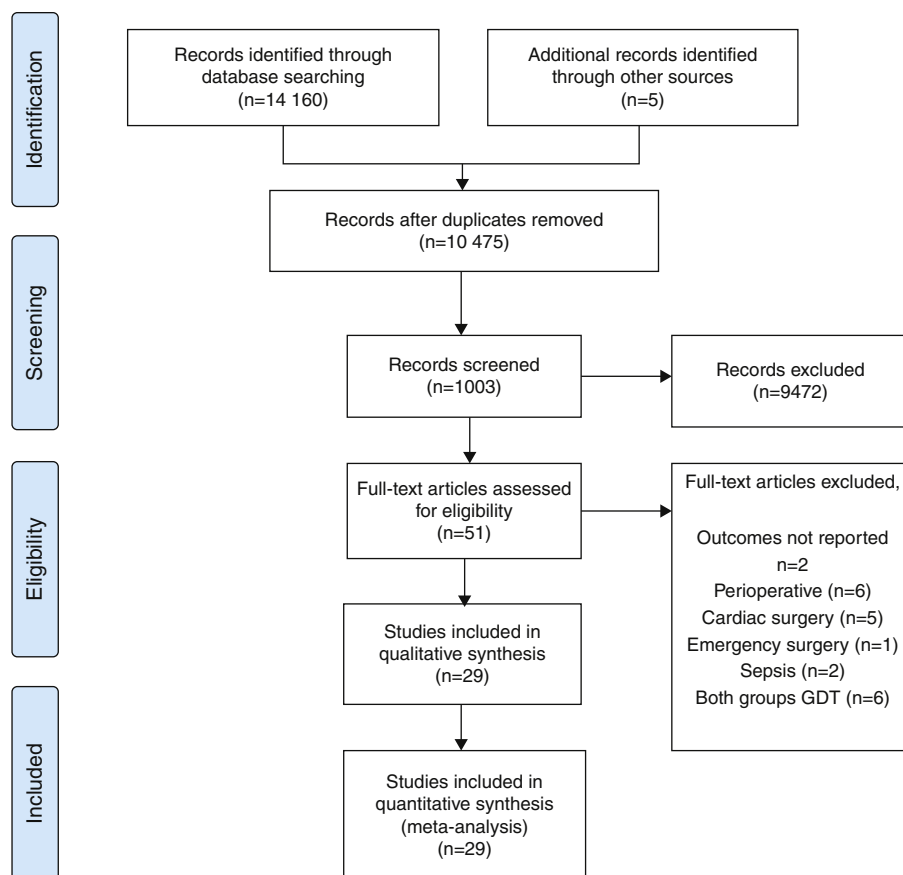 Identification
Records identified through
database searching
(n=14 160)
Additional records identified
through other sources
(n=5)
Records after duplicates removed
(n=10 475)
Screening
Records screened
(n=1003)
Records excluded
(n=9472)
Eligibility
Full-text articles assessed
for eligibility
(n=51)
Full-text articles excluded,
Outcomes not reported
n=2
Perioperative (n=6)
Cardiac surgery (n=5)
Emergency surgery (n=1)
Sepsis (n=2)
Both groups GDT (n=6)
Studies included in
qualitative synthesis
(n=29)
Included
Studies included in
quantitative synthesis
(meta-analysis)
(n=29)